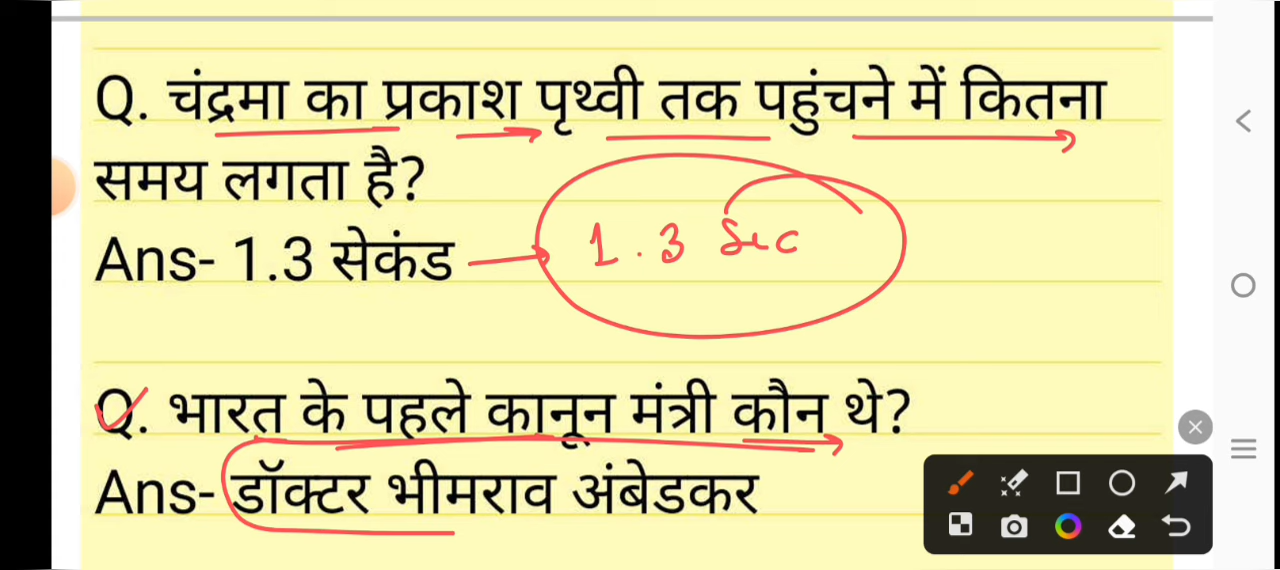 Q. चंद्रमा का प्रकाश पृथ्वी तक पहुंचने में कितना
समय लगता है?
Ans- 1.3 सेकंड
1.3 Sec
Q. भारत के पहले कानून मंत्री कौन थे?
Ans- डॉक्टर भीमराव अंबेडकर